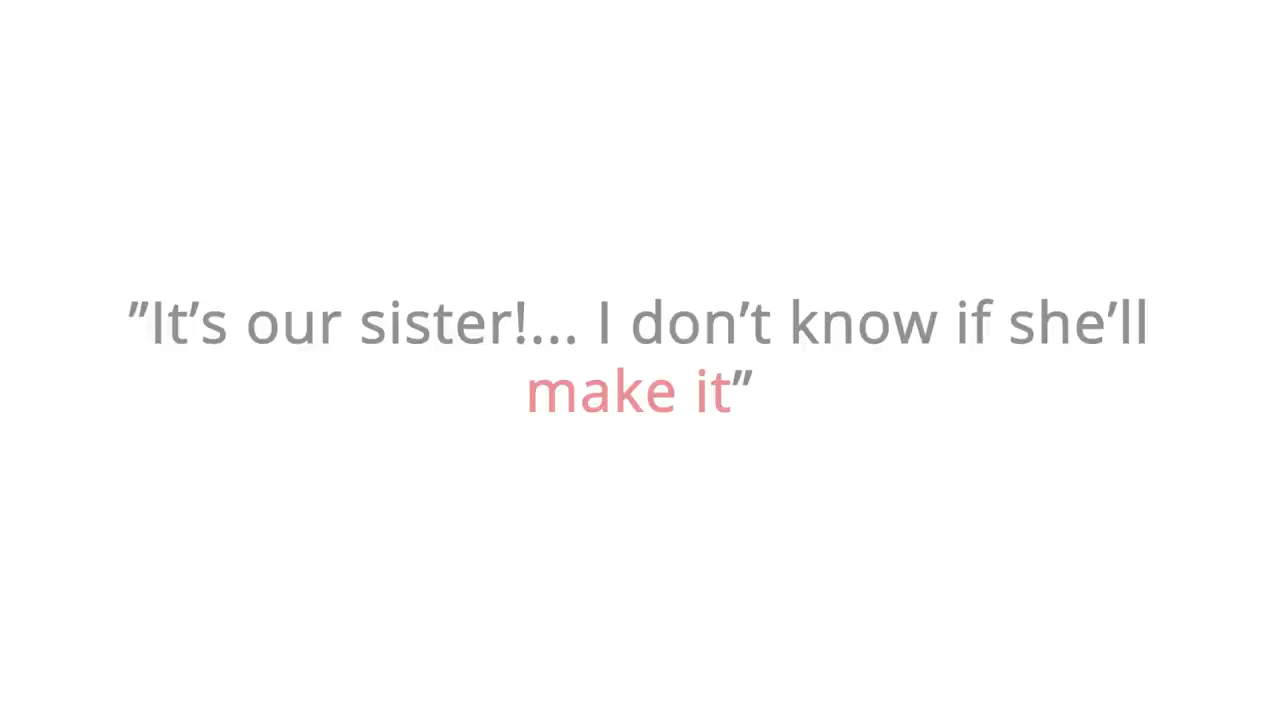 ”It’s our sister!... I don’t know if she’ll
make it”